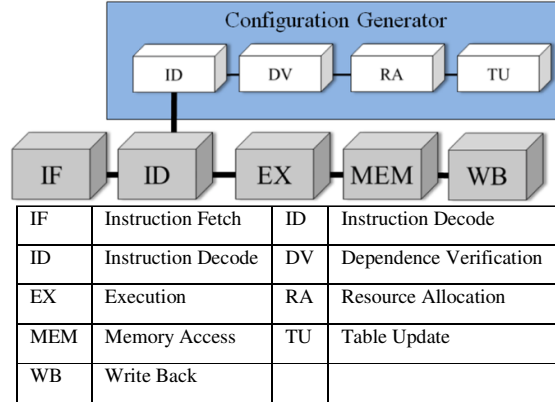 Configuration Generator
ID DV RA TU
IF ID EX MEM WB
IF Instruction Fetch ID Instruction Decode
ID Instruction Decode DV Dependence Verification
EX Execution RA Resource Allocation
MEM Memory Access TU Table Update
WB Write Back